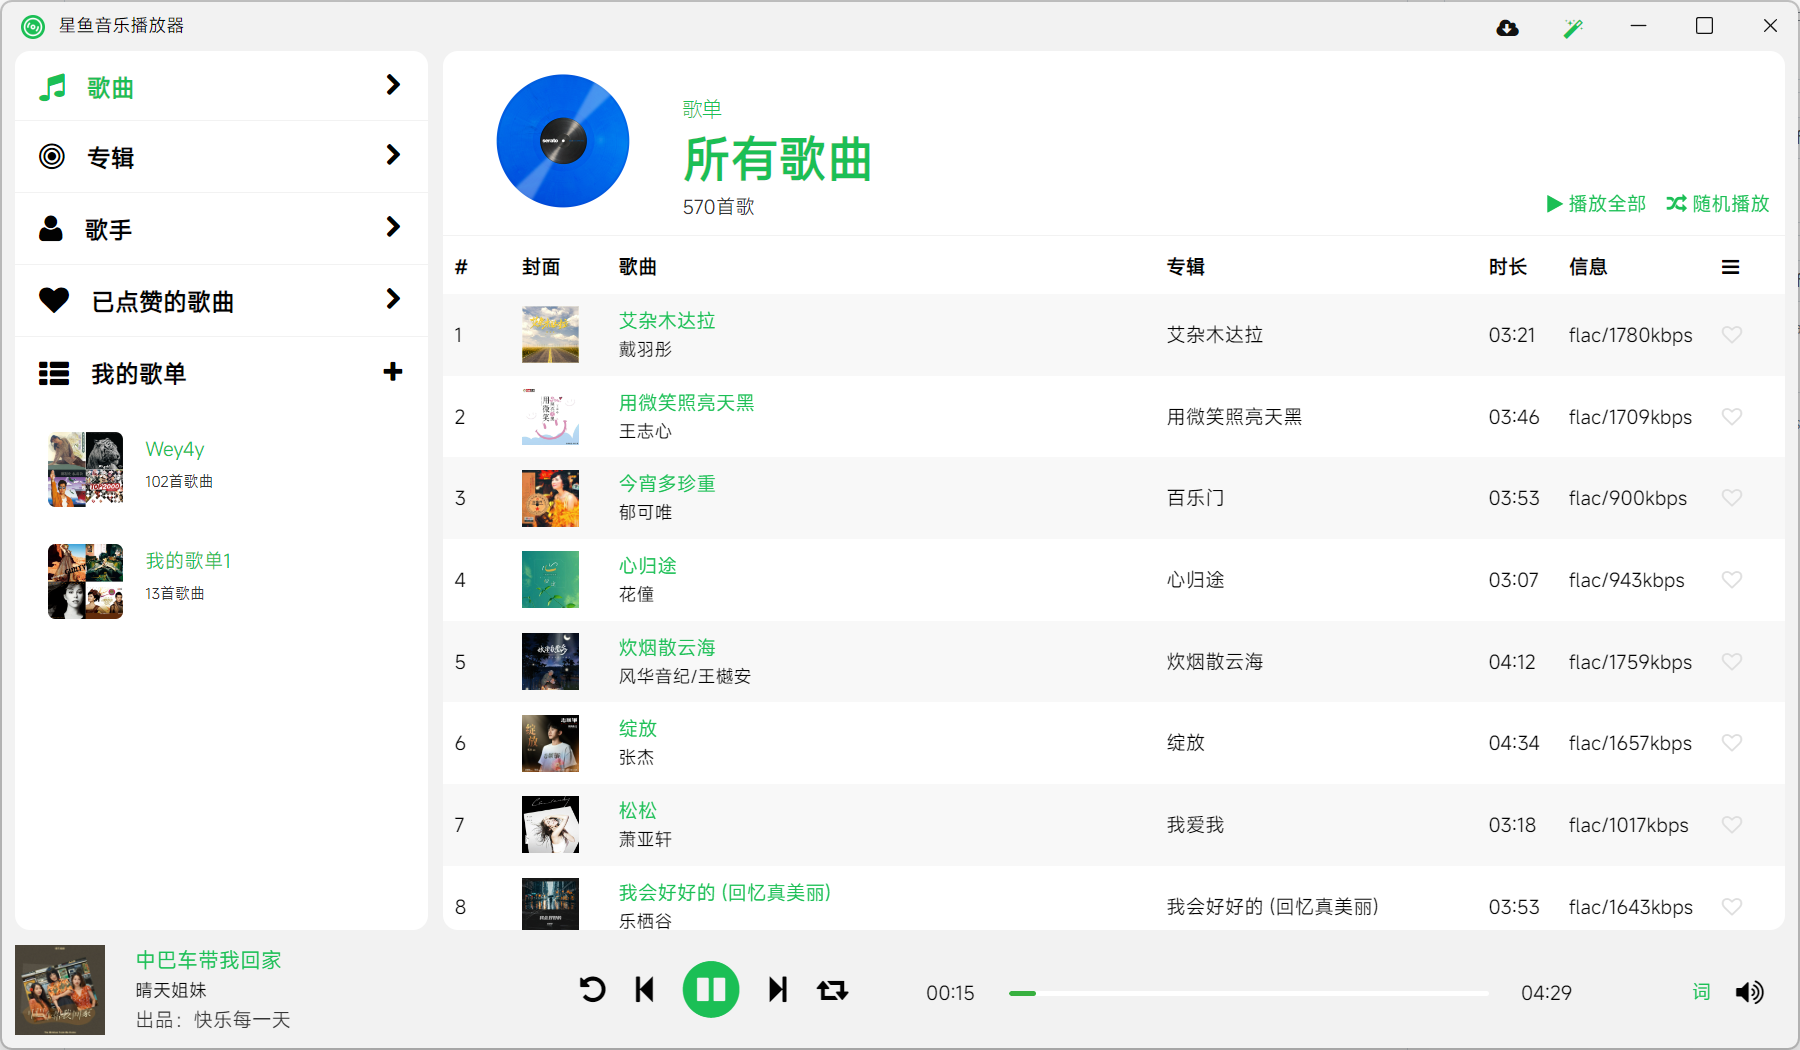 星鱼音乐播放器
歌曲
专辑
歌手
已点赞的歌曲
我的歌单
Wey4y
102首歌曲
我的歌单1
13首歌曲
serato
歌单
所有歌曲
570首歌
播放全部 随机播放
# 封面 歌曲 专辑 时长 信息
1 艾杂木达拉 艾杂木达拉 03:21 flac/1780kbps
戴羽彤
2 用微笑照亮天黑 用微笑照亮天黑 03:46 flac/1709kbps
王志心
3 今宵多珍重 百乐门 03:53 flac/900kbps
郁可唯
4 心归途 心归途 03:07 flac/943kbps
花僮
5 炊烟散云海 炊烟散云海 04:12 flac/1759kbps
风华音纪/王樾安
6 绽放 绽放 04:34 flac/1657kbps
张杰
7 松松 我爱我 03:18 flac/1017kbps
萧亚轩
8 我会好好的 (回忆真美丽) 我会好好的 (回忆真美丽) 03:53 flac/1643kbps
乐栖谷
中巴车带我回家
晴天姐妹
出品：快乐每一天
00:15 04:29 词